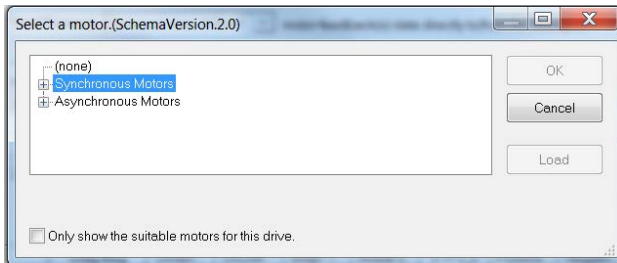 Select a motor.(SchemaVersion.2.0)
(none)
Synchronous Motors
Asynchronous Motors
OK
Cancel
Load
Only show the suitable motors for this drive.